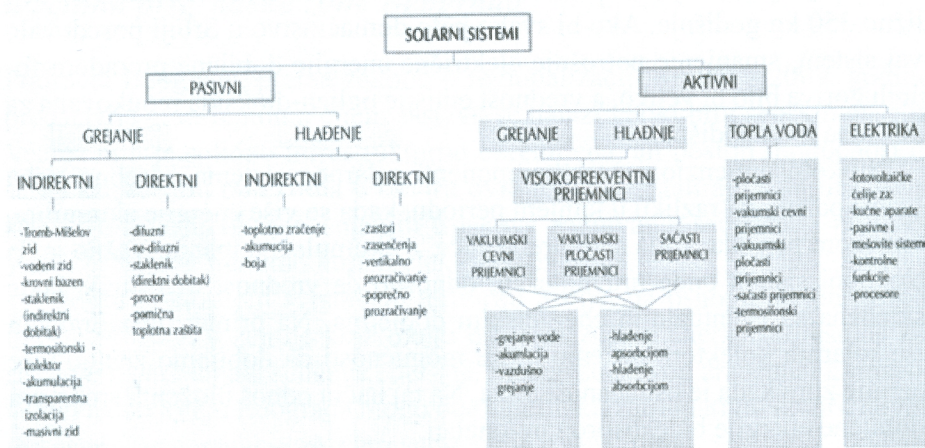 SOLARNI SISTEMI
PASIVNI
AKTIVNI
GREJANJE
HLAĐENJE
GREJANJE
HLADNJE
TOPLA VODA
ELEKTRIKA
INDIREKTNI
DIREKTNI
INDIREKTNI
DIREKTNI
VISOKOFREKVENTNI
PRIJEMNICI
-Tromb-Mišelov
zid
-vodeni zid
-krovni bazen
-staklenik
(indirektni
dobitak)
-termosifonski
kolektor
-akumulacija
-transparentna
izolacija
-masivni zid
-difuzni
-ne-difuzni
-staklenik
(direktni dobitak)
-prozor
-pomična
toplotna zaštita
-toplotno zračenje
-akumucija
-boja
-zastori
-zasenčenja
-vertikalno
prozračivanje
-poprečno
prozračivanje
VAKUUMSKI
CEVNI
PRIJEMNICI
VAKUUMSKI
PLOČASTI
PRIJEMNICI
SAĆASTI
PRIJEMNICI
-grejanje vode
-akumlacija
-vazdušno
grejanje
-hlađenje
apsorbcijom
-hlađenje
absorbcijom
-pločasti
prijemnici
-vakumski cevni
prijemnici
-vakuumski
pločasti
prijemnici
-saćasti prijemnici
-termosifonski
prijemnici
-fotovoltaičke
ćelije za:
-kućne aparate
-pasivne i
mešovite sisteme
-kontrolne
funkcije
-procesore